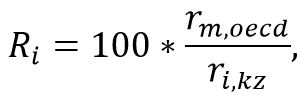 R_i = 100 * \frac{r_{m,oecd}}{r_{i,kz}},